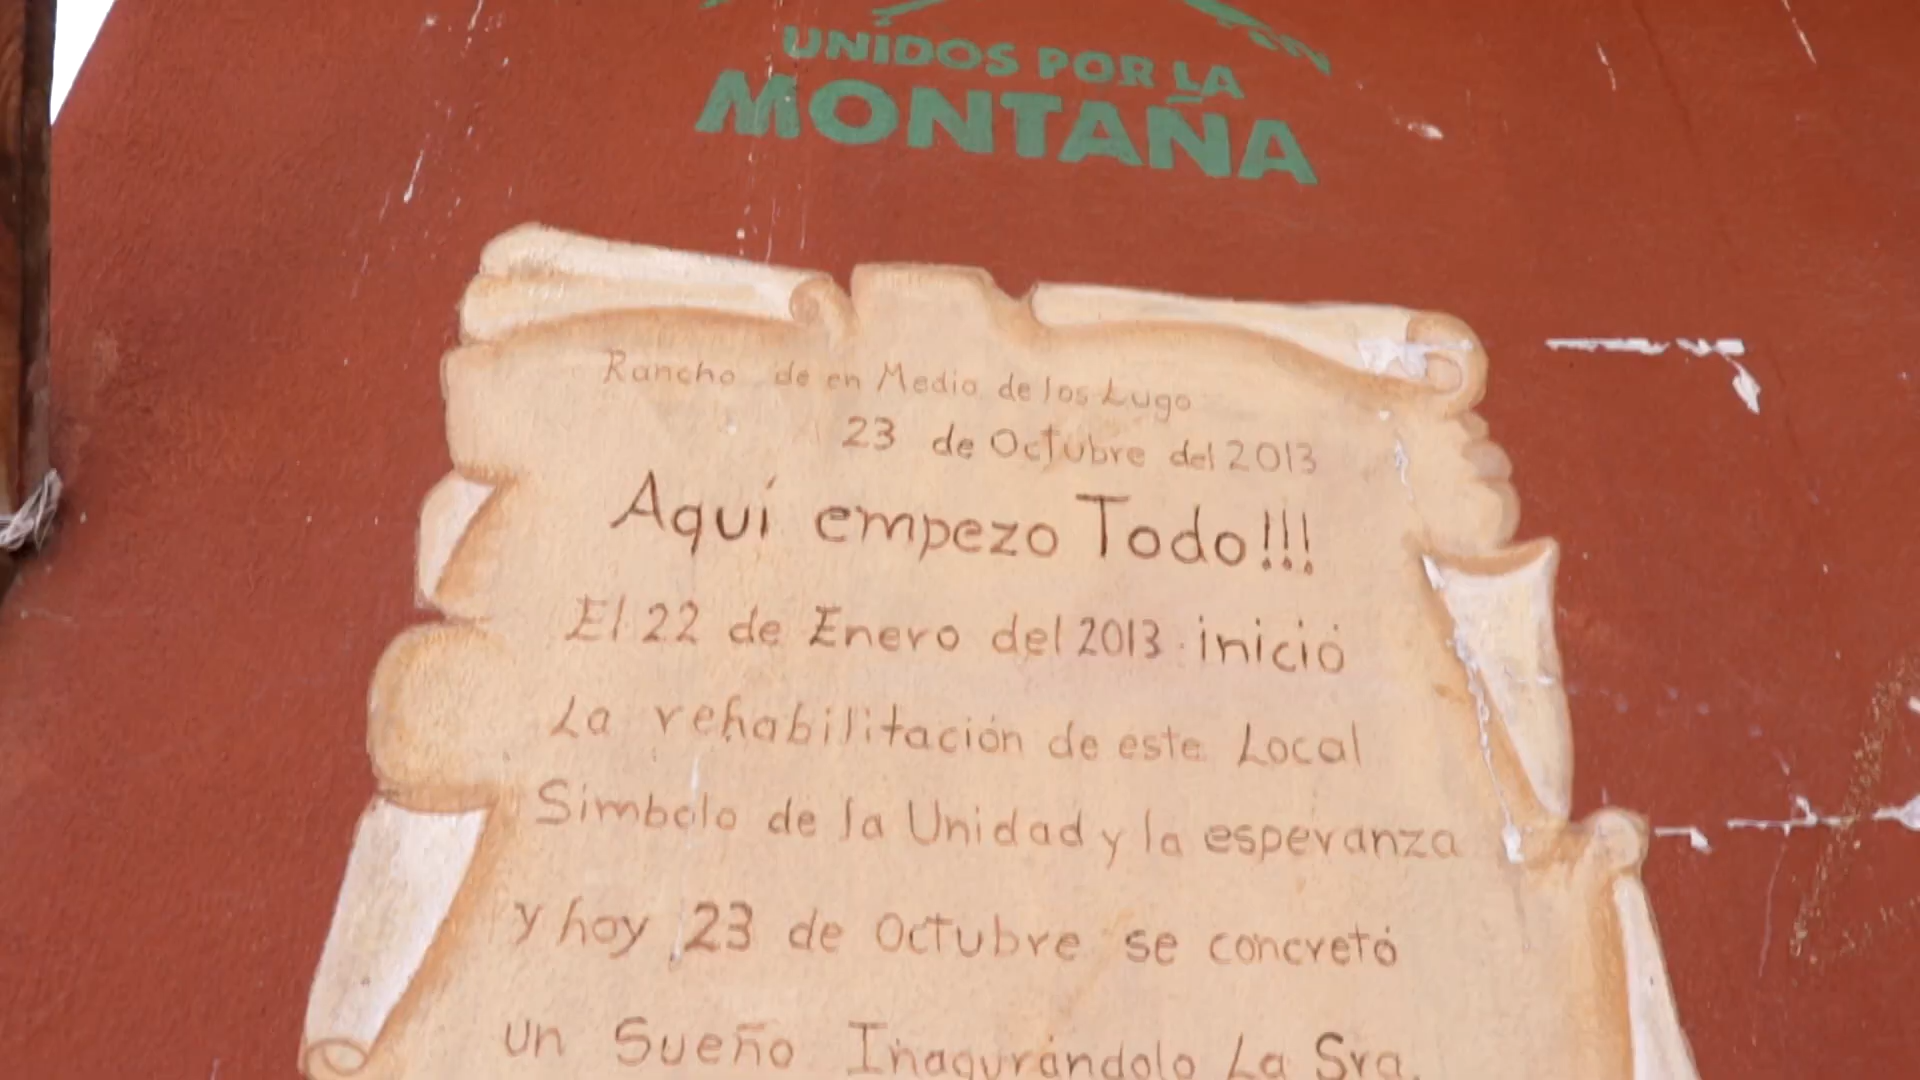 UNIDOS POR LA
MONTAÑA
Rancho de en Medio de los Lugo
23 de Octubre del 2013
Aquí empezo Todo!!!
El 22 de Enero del 2013 inició
La rehabilitación de este Local
Simbolo de la Unidad y la esperanza
y hoy 23 de Octubre se concretó
un Sueño Inagurándolo La Sra.